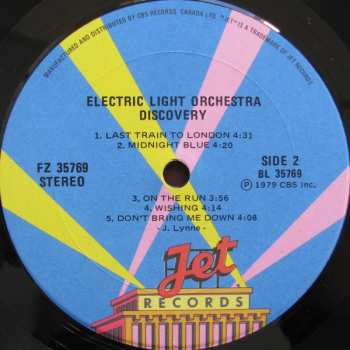 MANUFACTURED AND DISTRIBUTED BY CBS RECORDS CANADA LTD. "JET" IS A TRADEMARK OF JET RECORDS.
ELECTRIC LIGHT ORCHESTRA
DISCOVERY
1. LAST TRAIN TO LONDON 4:31
2. MIDNIGHT BLUE 4:20
FZ 35769
STEREO
SIDE 2
BL 35769
Ⓟ 1979 CBS Inc.
3. ON THE RUN 3:56
4. WISHING 4:14
5. DON'T BRING ME DOWN 4:08
- J. Lynne -
Jet
RECORDS